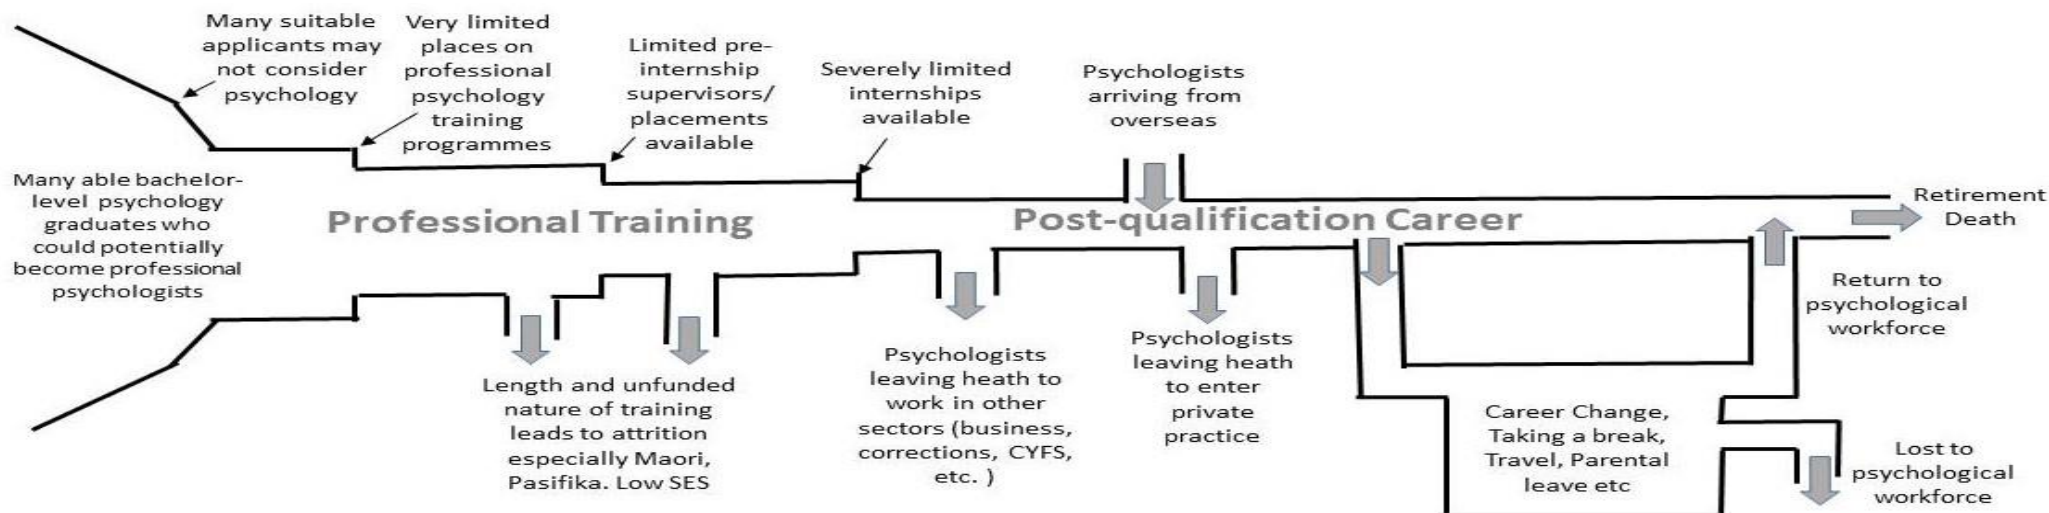 Many suitable
applicants may
not consider
psychology
Very limited
places on
professional
psychology
training
programmes
Limited pre-
internship
supervisors/
placements
available
Severely limited
internships
available
Psychologists
arriving from
overseas
Many able bachelor-
level psychology
graduates who
could potentially
become professional
psychologists
Professional Training
Post-qualification Career
Retirement
Death
Return to
psychological
workforce
Length and unfunded
nature of training
leads to attrition
especially Maori,
Pasifika. Low SES
Psychologists
leaving heath to
work in other
sectors (business,
corrections, CYFS,
etc. )
Psychologists
leaving heath
to enter
private
practice
Career Change,
Taking a break,
Travel, Parental
leave etc
Lost to
psychological
workforce